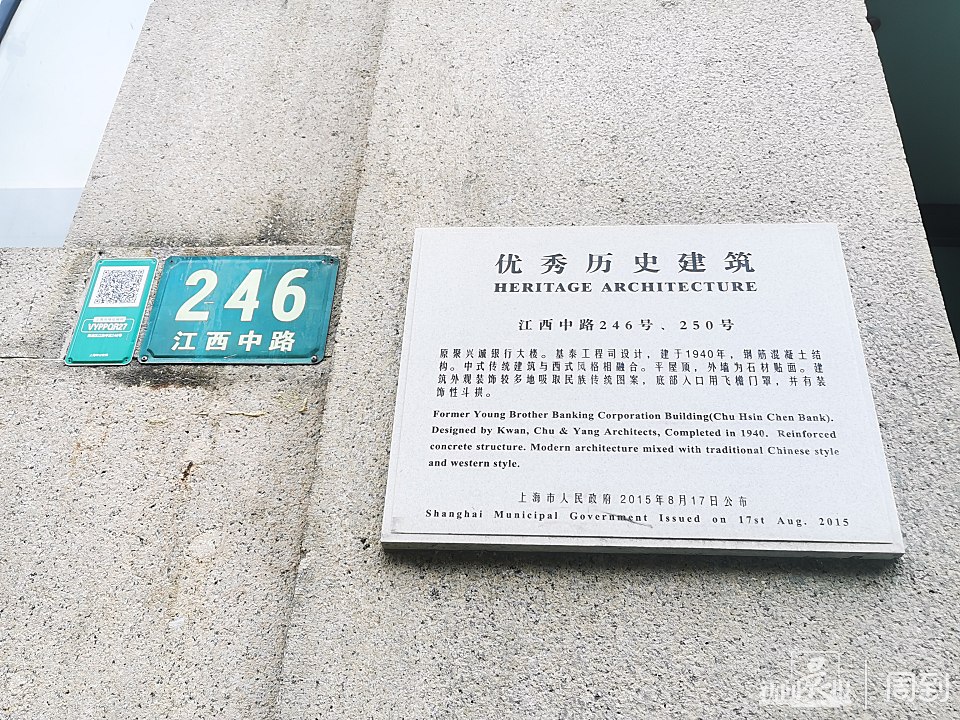 VYPPQR27
246
江西中路
优秀历史建筑
HERITAGE ARCHITECTURE
江西中路246号、250号
原聚兴诚银行大楼。基泰工程司设计，建于1940年，钢筋混凝土结
构。中式传统建筑与西式风格相融合。平屋顶，外墙为石材贴面。建
筑外观装饰较多地吸取民族传统图案，底部入口用飞檐门罩，并有装
饰性斗拱。
Former Young Brother Banking Corporation Building(Chu Hsin Chen Bank).
Designed by Kwan, Chu & Yang Architects, Completed in 1940. Reinforced
concrete structure. Modern architecture mixed with traditional Chinese style
and western style.
上海市人民政府 2015年8月17日公布
Shanghai Municipal Government Issued on 17st Aug. 2015
周到